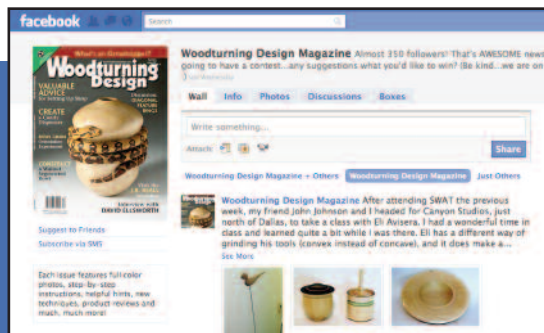 facebook
Search
"What's an Ornamateer?"
Woodturning
Design
VALUABLE
ADVICE
CREATE
CONSTRUCT
Interview with
DAVID ELLSWORTH
Suggest to Friends
Subscribe via SMS
Each issue features full-color
photos, step-by-step
instructions, helpful hints, new
techniques, product reviews and
much, much more!
Woodturning Design Magazine Almost 350 followers! That's AWESOME news
going to have a contest...any suggestions what you'd like to win? (Be kind...we are on
Wall Info Photos Discussions Boxes
Write something...
Attach:
Share
Woodturning Design Magazine + Others Woodturning Design Magazine Just Others
Woodturning Design Magazine After attending SWAT the previous
week, my friend John Johnson and I headed for Canyon Studios, just
north of Dallas, to take a class with Eli Avisera. I had a wonderful time in
class and learned quite a bit while I was there. Eli has a different way of
grinding his tools (convex instead of concave), and it does make a...
See More